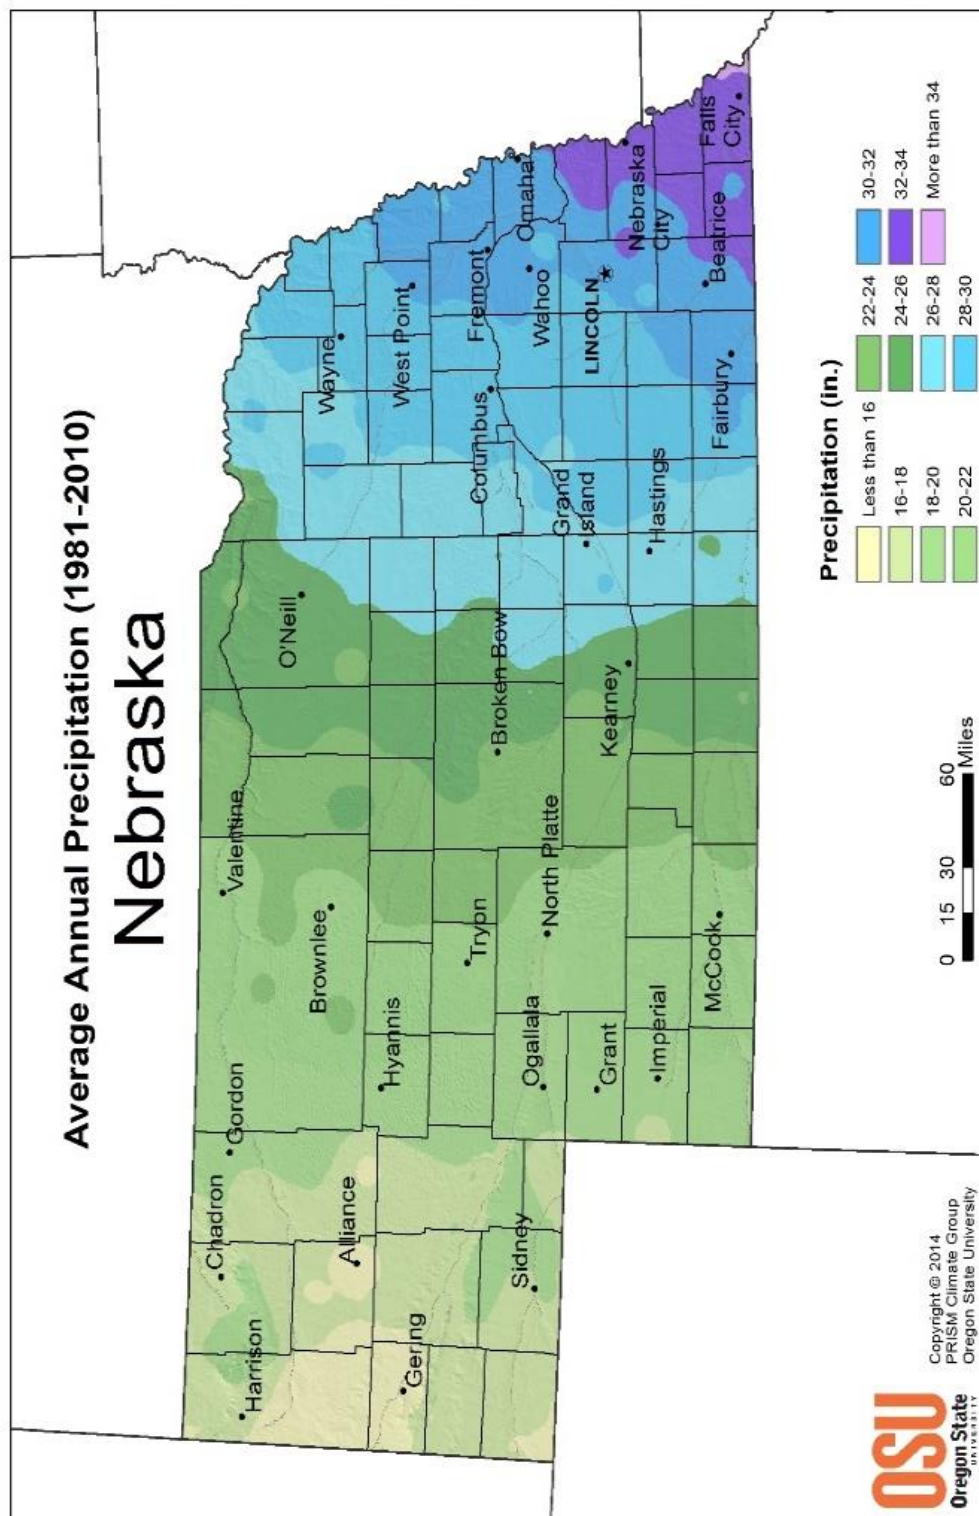 Average Annual Precipitation (1981-2010)
Nebraska
Harrison
Chadron
Gordon
Valentine
O'Neill
Wayne
Alliance
Brownlee
Hyannis
West Point
Gering
Tryon
Broken Bow
Columbus
Fremont
Omaha
Sidney
Ogallala
North Platte
Grand
Island
Wahoo
Grant
Kearney
LINCOLN
Imperial
Hastings
Nebraska
City
McCook
Fairbury
Beatrice
Falls
City
Precipitation (in.)
Less than 16
16-18
18-20
20-22
22-24
24-26
26-28
28-30
30-32
32-34
More than 34
0 15 30 60
Miles
OSU
Oregon State
UNIVERSITY
Copyright © 2014
PRISM Climate Group
Oregon State University